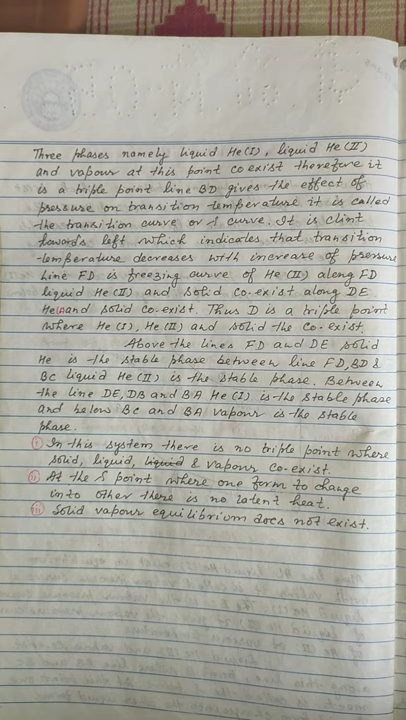 Three phases namely liquid He(I), liquid He(II)
and vapour at this point co exist therefore it
is a triple point line BD gives the effect of
pressure on transition temperature it is called
the transition curve or λ curve. It is clint
towards left which indicates that transition
-temperature decreases with increase of pressure
Line FD is freezing curve of He(II) along FD
liquid He(II) and solid co-exist along DE
He(I) and solid co-exist. Thus D is a triple point
where He(I), He(II) and solid the co-exist.
Above the lines FD and DE solid
He is the stable phase between line FD, BD &
BC liquid He(II) is the stable phase. Between
the line DE, DB and BA He(I) is the stable phase
and below BC and BA vapour is the stable
phase.
(i) In this system there is no triple point where
solid, liquid, liquid & vapour co-exist.
(ii) At the point where one form to change
into other there is no latent heat.
(iii) Solid vapour equilibrium does not exist.